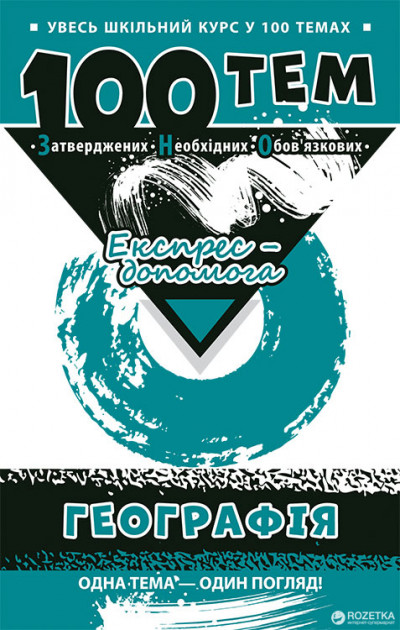 ▪ УВЕСЬ ШКІЛЬНИЙ КУРС У 100 ТЕМАХ ▪
100 ТЕМ
·Затверджених·Необхідних·Обов'язкових·
Експрес –
допомога
ГЕОГРАФІЯ
ОДНА ТЕМА — ОДИН ПОГЛЯД!
ROZETKA